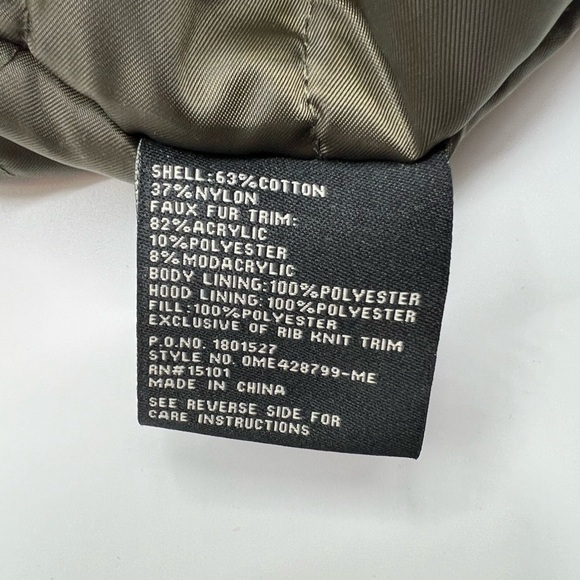 SHELL:63%COTTON
37%NYLON
FAUX FUR TRIM:
82%ACRYLIC
10%POLYESTER
8%MODACRYLIC
BODY LINING:100%POLYESTER
HOOD LINING:100%POLYESTER
FILL:100%POLYESTER
EXCLUSIVE OF RIB KNIT TRIM
P.O.NO. 1801527
STYLE NO. OME428799-ME
RN#15101
MADE IN CHINA
SEE REVERSE SIDE FOR
CARE INSTRUCTIONS